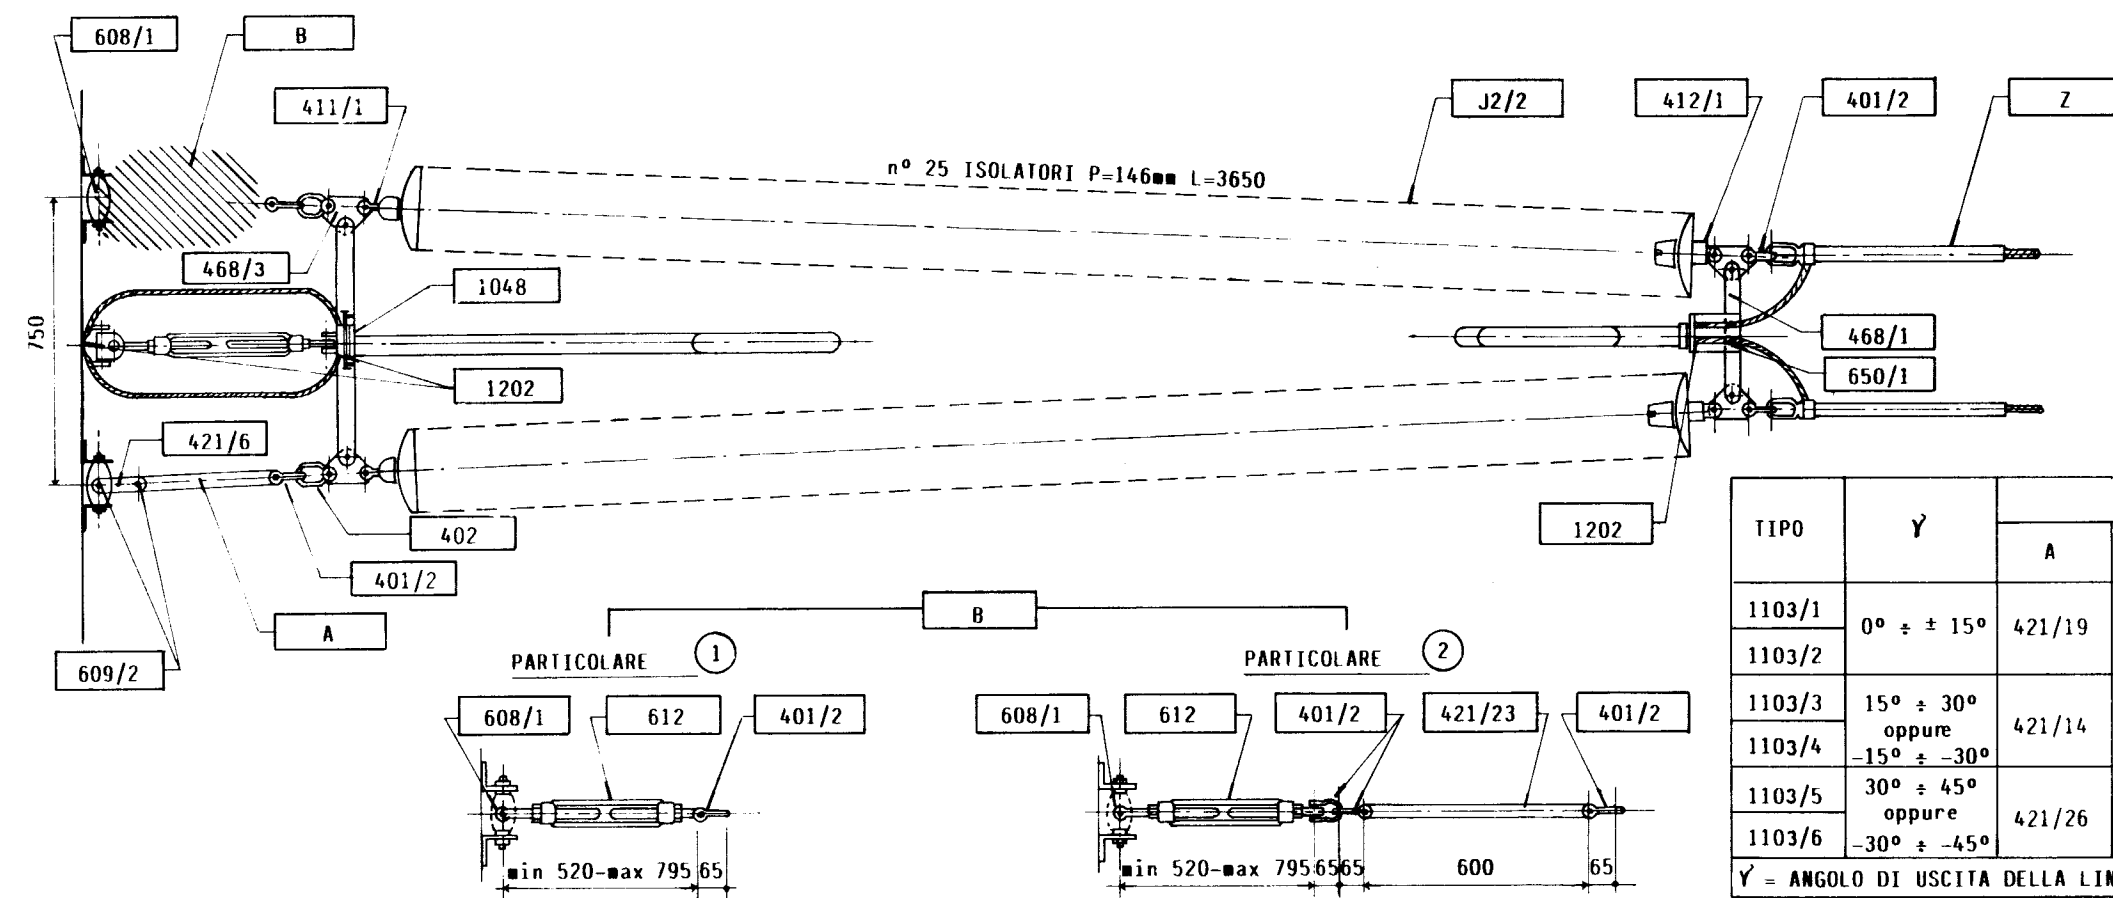 608/1
B
411/1
J2/2
412/1
401/2
Z
nº 25 ISOLATORI P=146mm L=3650
468/3
1048
750
468/1
650/1
1202
421/6
402
1202
401/2
A
609/2
B
PARTICOLARE 1
PARTICOLARE 2
608/1
612
401/2
608/1
612
401/2
421/23
401/2
min 520-max 795 65
min 520-max 795 65 65 600 65
TIPO
γ
A
1103/1
1103/2
0º ÷ ± 15º
421/19
1103/3
1103/4
15º ÷ 30º
oppure
-15º ÷ -30º
421/14
1103/5
1103/6
30º ÷ 45º
oppure
-30º ÷ -45º
421/26
γ = ANGOLO DI USCITA DELLA LIN